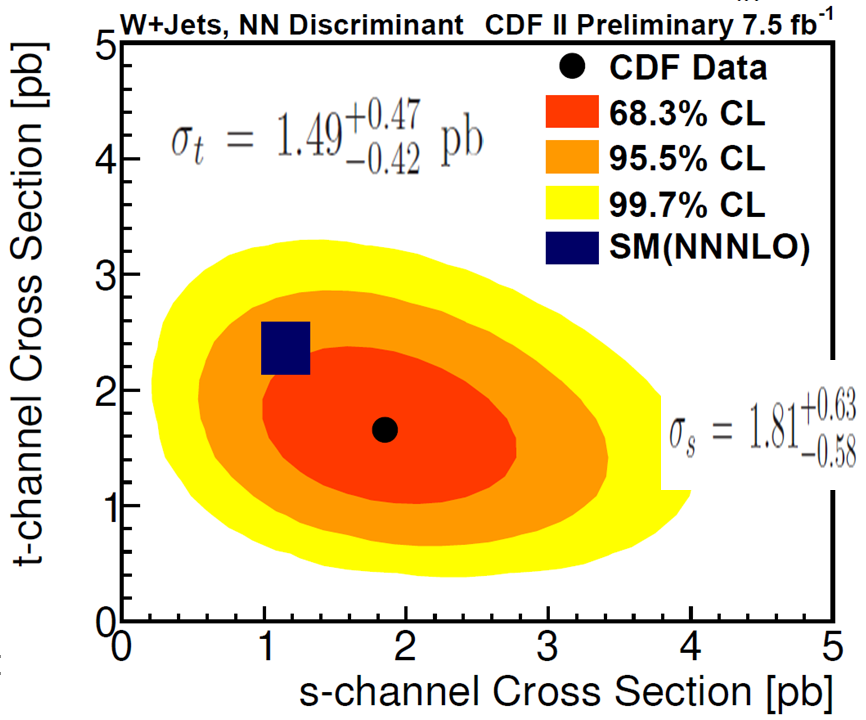 W+Jets, NN Discriminant CDF II Preliminary 7.5 fb⁻¹
CDF Data
68.3% CL
95.5% CL
99.7% CL
SM(NNNLO)
σt = 1.49 +0.47 −0.42 pb
σs = 1.81 +0.63 −0.58
t-channel Cross Section [pb]
5
4
3
2
1
0
0 1 2 3 4 5
s-channel Cross Section [pb]